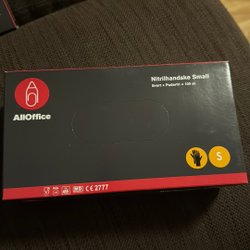 AllOffice
Nitrilhandske Small
Svart • Puderfri • 100 st
S
CE 2777